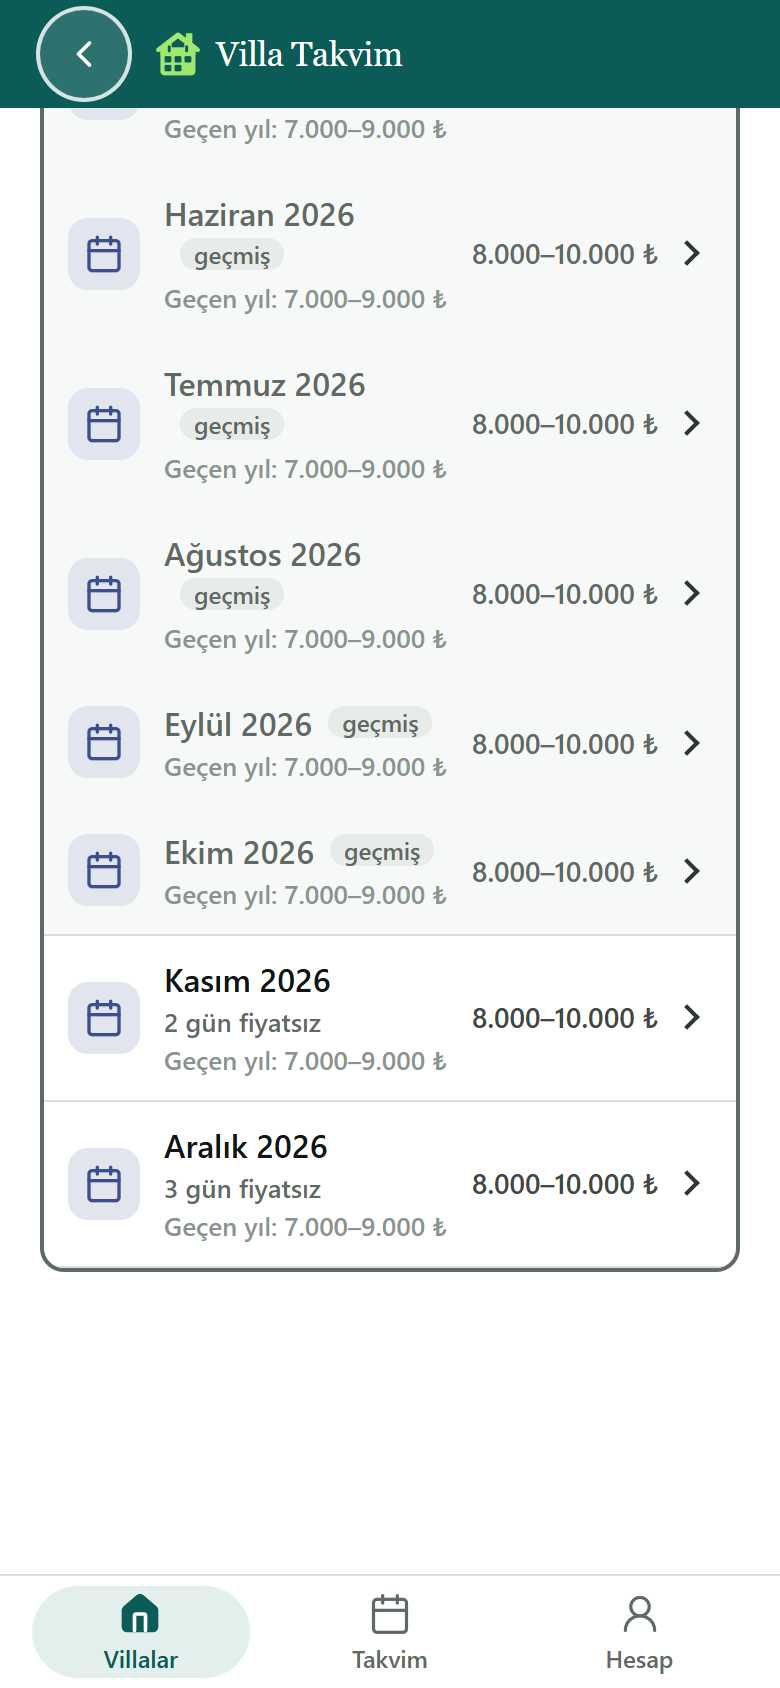 Villa Takvim
Geçen yıl: 7.000–9.000 ₺
Haziran 2026
geçmiş
8.000–10.000 ₺
Geçen yıl: 7.000–9.000 ₺
Temmuz 2026
geçmiş
8.000–10.000 ₺
Geçen yıl: 7.000–9.000 ₺
Ağustos 2026
geçmiş
8.000–10.000 ₺
Geçen yıl: 7.000–9.000 ₺
Eylül 2026 geçmiş
8.000–10.000 ₺
Geçen yıl: 7.000–9.000 ₺
Ekim 2026 geçmiş
8.000–10.000 ₺
Geçen yıl: 7.000–9.000 ₺
Kasım 2026
2 gün fiyatsız
8.000–10.000 ₺
Geçen yıl: 7.000–9.000 ₺
Aralık 2026
3 gün fiyatsız
8.000–10.000 ₺
Geçen yıl: 7.000–9.000 ₺
Villalar
Takvim
Hesap